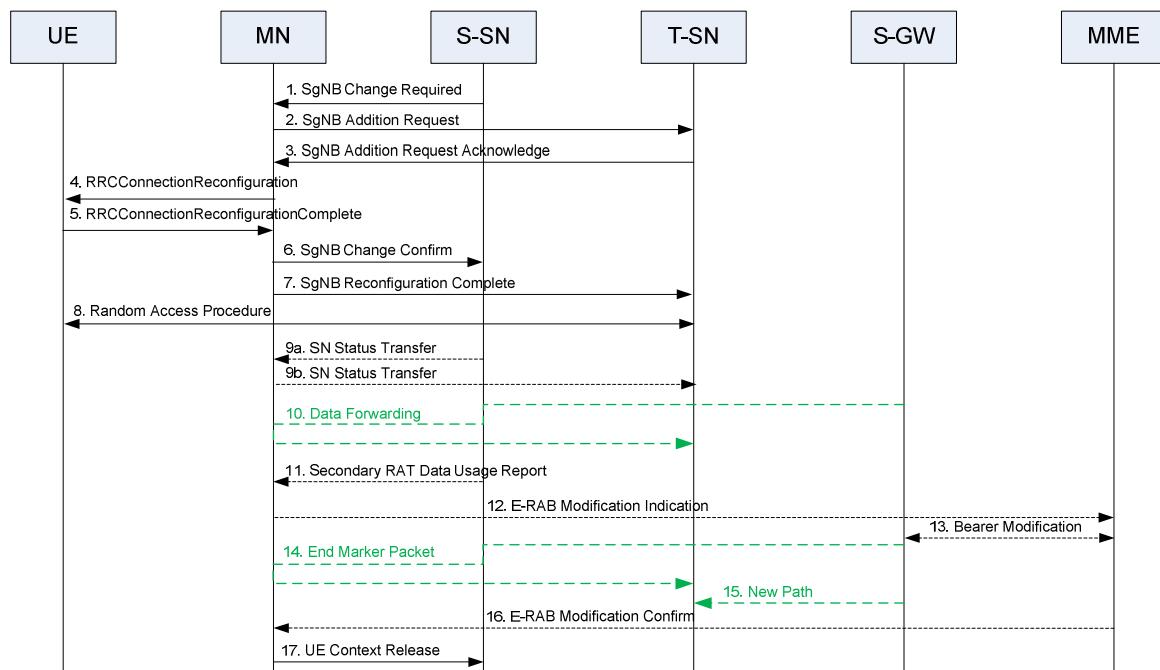 UE MN S-SN T-SN S-GW MME
1. SgNB Change Required
2. SgNB Addition Request
3. SgNB Addition Request Acknowledge
4. RRCConnectionReconfiguration
5. RRCConnectionReconfigurationComplete
6. SgNB Change Confirm
7. SgNB Reconfiguration Complete
8. Random Access Procedure
9a. SN Status Transfer
9b. SN Status Transfer
10. Data Forwarding
11. Secondary RAT Data Usage Report
12. E-RAB Modification Indication
13. Bearer Modification
14. End Marker Packet
15. New Path
16. E-RAB Modification Confirm
17. UE Context Release